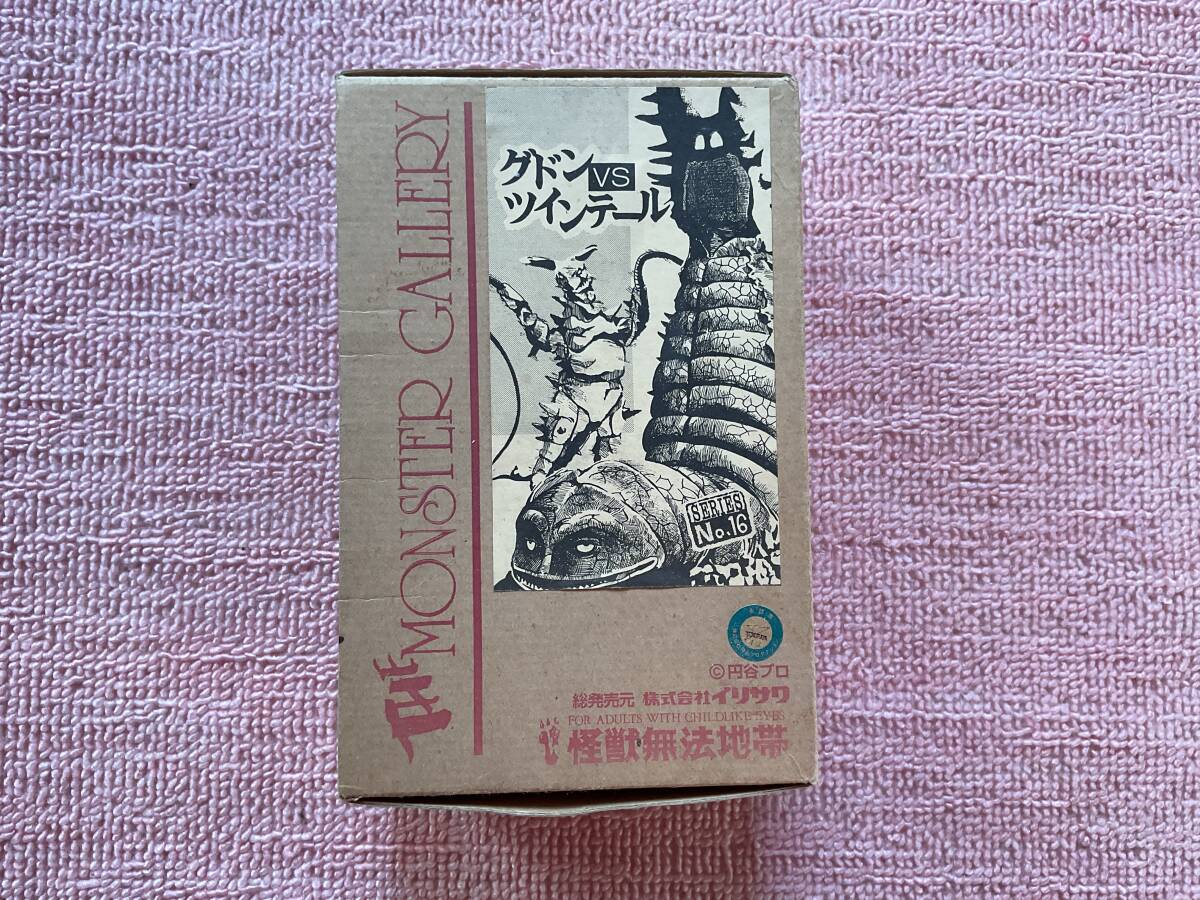 THE MONSTER GALLERY
グドン
VS
ツインテール
SERIES
No.16
©円谷プロ
総発売元 株式会社イリサワ
FOR ADULTS WITH CHILDLIKE EYES
怪獣無法地帯